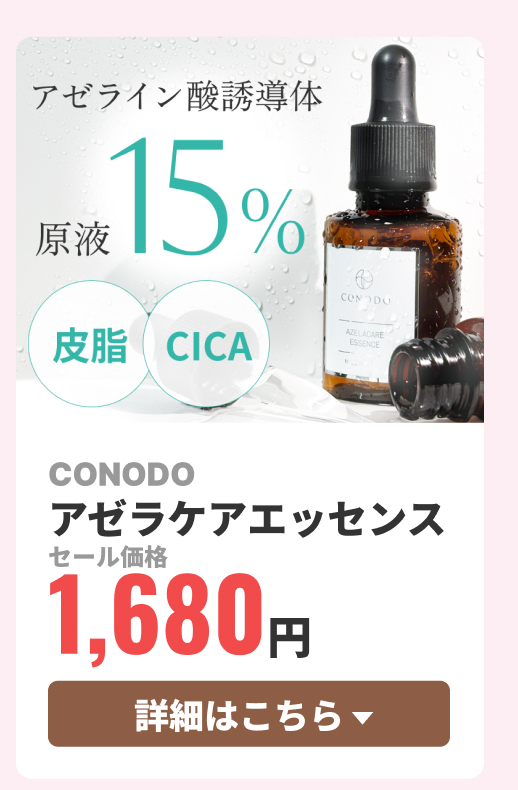 アゼライン酸誘導体
原液15%
皮脂
CICA
CONODO
AZELACARE
ESSENCE
CONODO
アゼラケアエッセンス
セール価格
1,680円
詳細はこちら